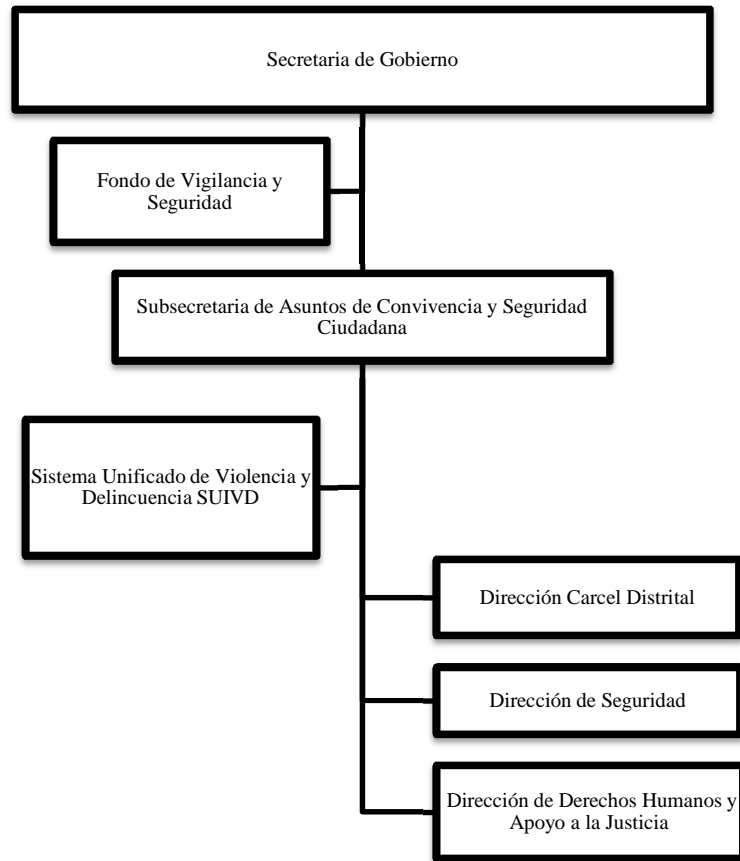 Secretaria de Gobierno
Fondo de Vigilancia y
Seguridad
Subsecretaria de Asuntos de Convivencia y Seguridad
Ciudadana
Sistema Unificado de Violencia y
Delincuencia SUIVD
Dirección Carcel Distrital
Dirección de Seguridad
Dirección de Derechos Humanos y
Apoyo a la Justicia